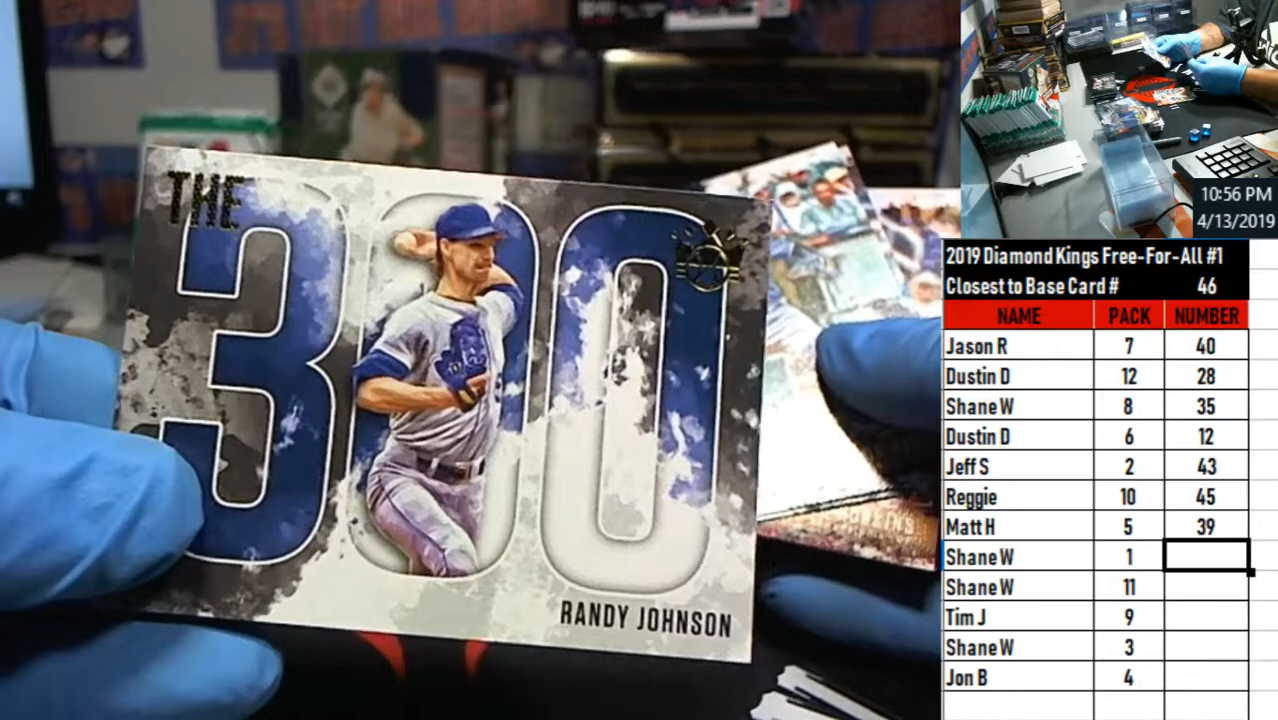 THE
300
RANDY JOHNSON
10:56 PM
4/13/2019
2019 Diamond Kings Free-For-All #1
Closest to Base Card # 46
NAME PACK NUMBER
Jason R 7 40
Dustin D 12 28
Shane W 8 35
Dustin D 6 12
Jeff S 2 43
Reggie 10 45
Matt H 5 39
Shane W 1
Shane W 11
Tim J 9
Shane W 3
Jon B 4